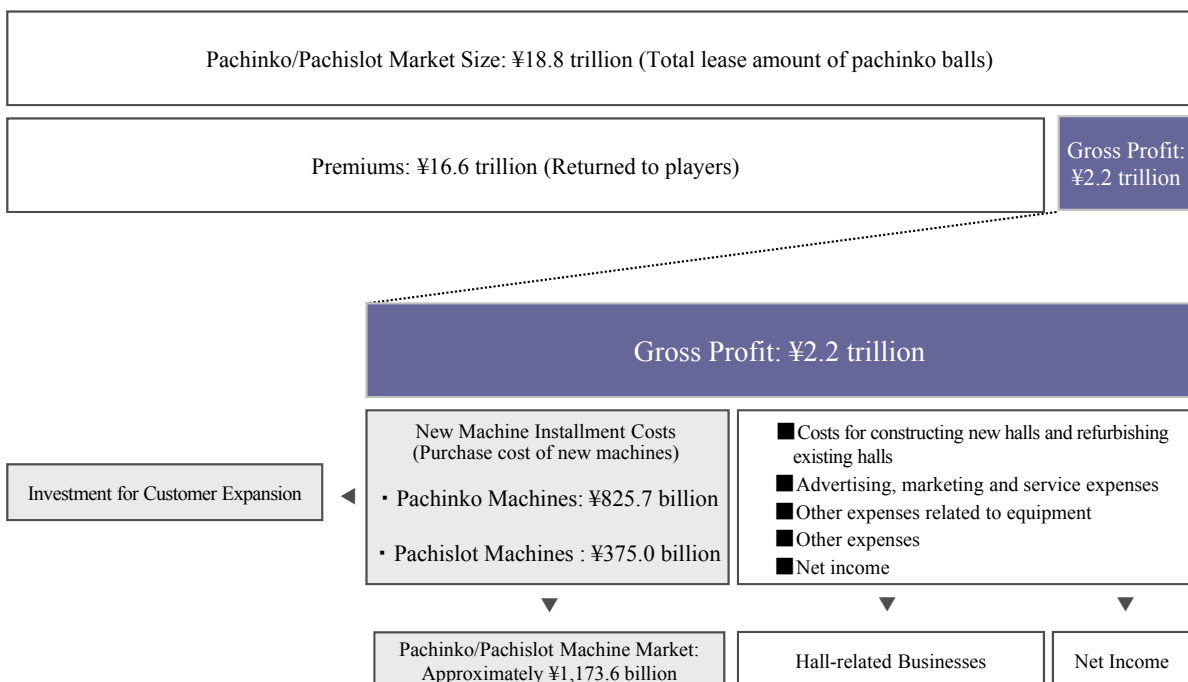 Pachinko/Pachislot Market Size: ¥18.8 trillion (Total lease amount of pachinko balls)
Premiums: ¥16.6 trillion (Returned to players)
Gross Profit:
¥2.2 trillion
Gross Profit: ¥2.2 trillion
New Machine Installment Costs
(Purchase cost of new machines)
・Pachinko Machines: ¥825.7 billion
・Pachislot Machines : ¥375.0 billion
■Costs for constructing new halls and refurbishing
existing halls
■Advertising, marketing and service expenses
■Other expenses related to equipment
■Other expenses
■Net income
Investment for Customer Expansion
Pachinko/Pachislot Machine Market:
Approximately ¥1,173.6 billion
Hall-related Businesses
Net Income